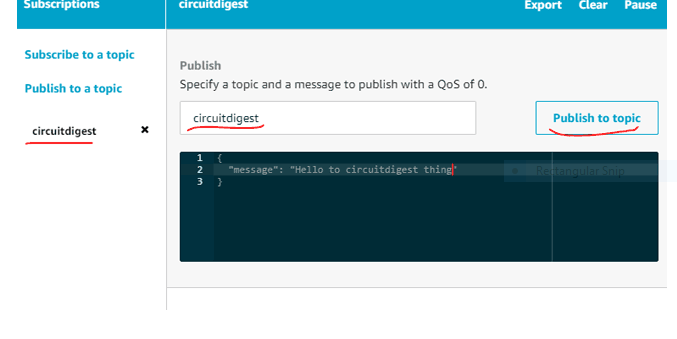 Subscriptions
circuitdigest
Export Clear Pause
Subscribe to a topic
Publish to a topic
circuitdigest ×
Publish
Specify a topic and a message to publish with a QoS of 0.
circuitdigest
Publish to topic
1 {
2 "message": "Hello to circuitdigest thing"
3 }
Rectangular Snip